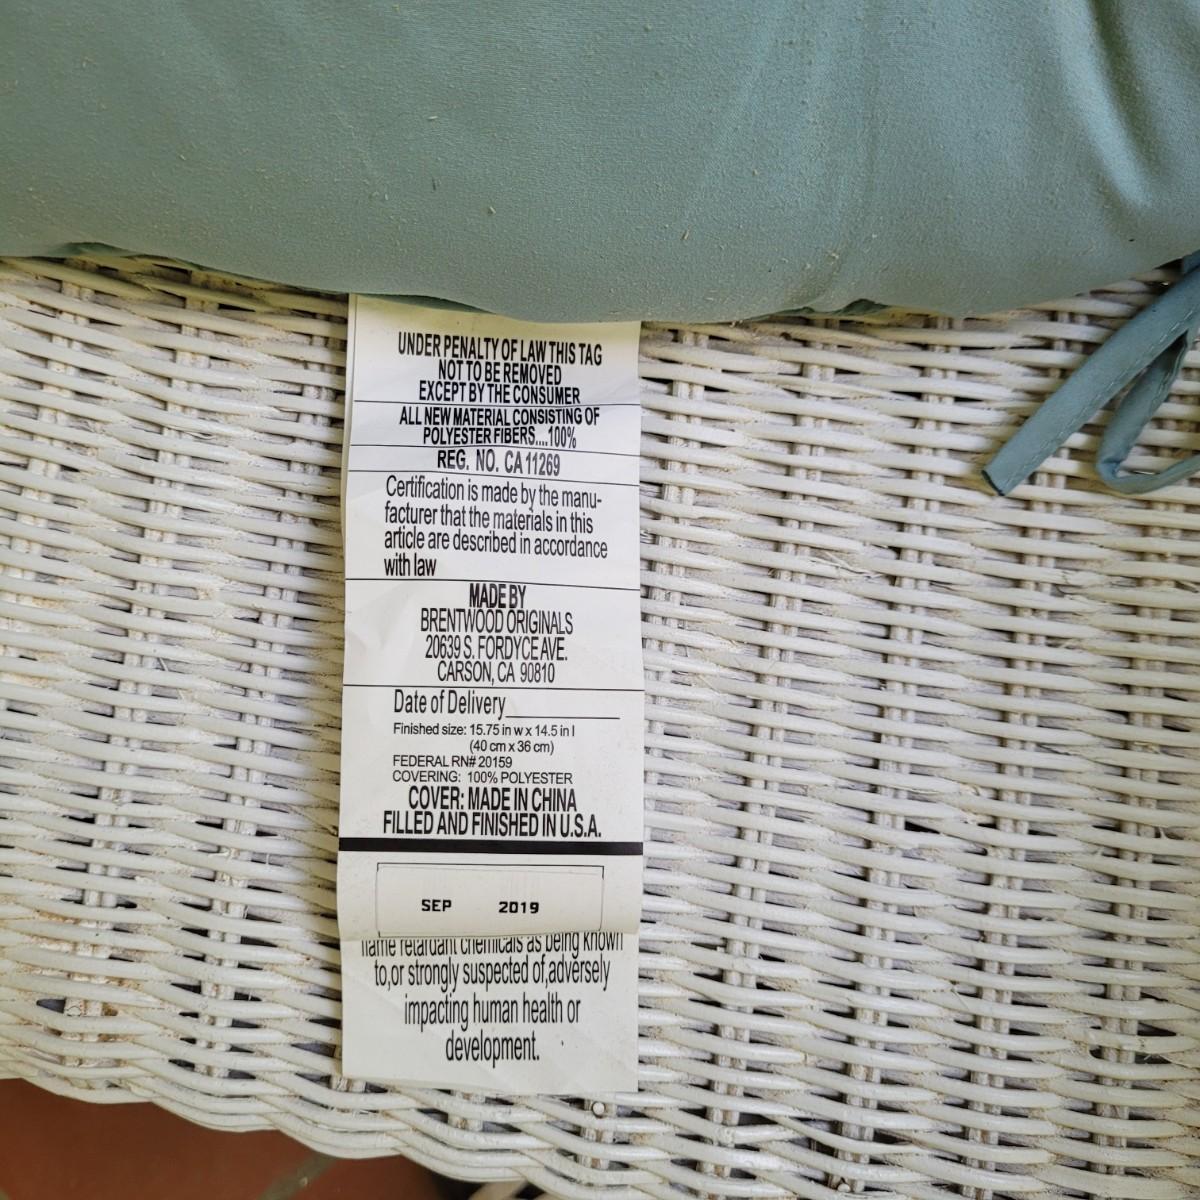 UNDER PENALTY OF LAW THIS TAG
NOT TO BE REMOVED
EXCEPT BY THE CONSUMER
ALL NEW MATERIAL CONSISTING OF
POLYESTER FIBERS....100%
REG. NO. CA 11269
Certification is made by the manu-
facturer that the materials in this
article are described in accordance
with law
MADE BY
BRENTWOOD ORIGINALS
20639 S. FORDYCE AVE.
CARSON, CA 90810
Date of Delivery
Finished size: 15.75 in w x 14.5 in l
(40 cm x 36 cm)
FEDERAL RN# 20159
COVERING: 100% POLYESTER
COVER: MADE IN CHINA
FILLED AND FINISHED IN U.S.A.
SEP 2019
retardant chemicals as being known
to,or strongly suspected of,adversely
impacting human health or
development.